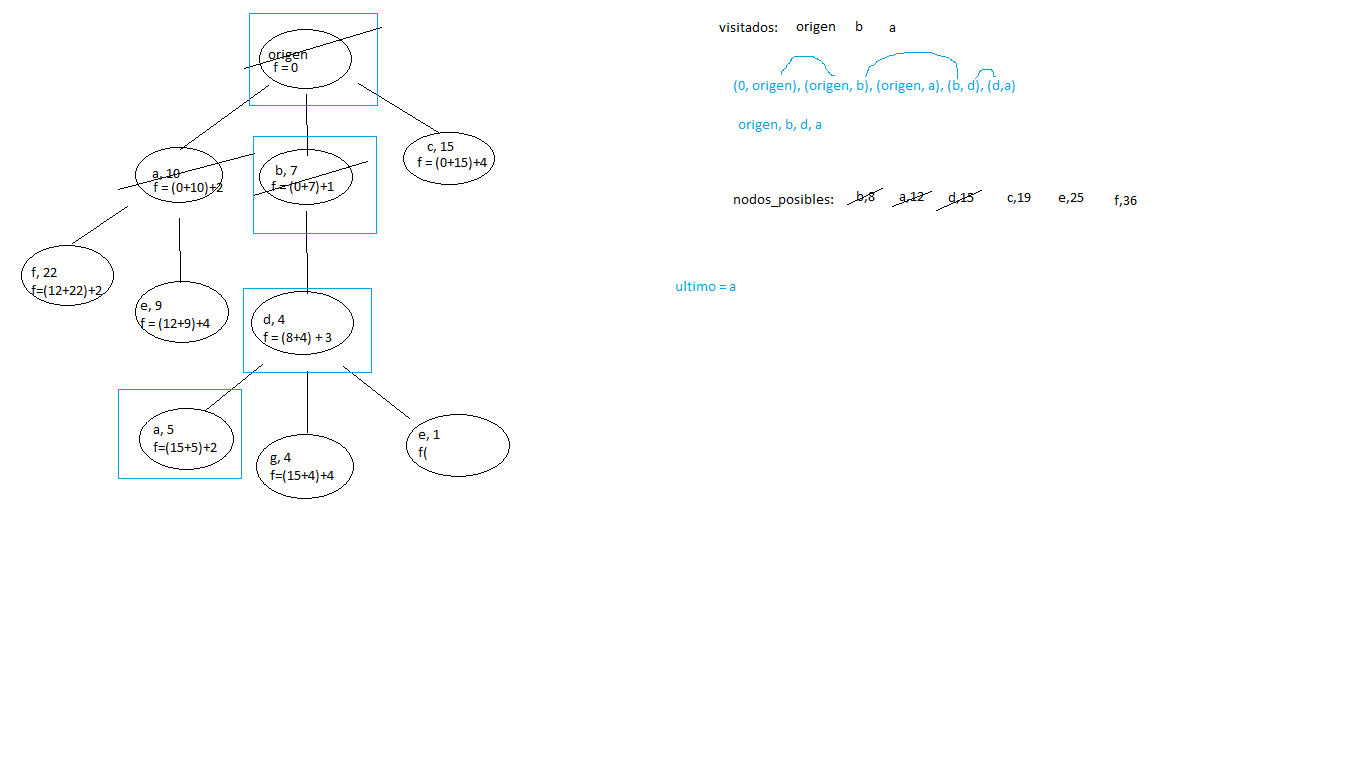 origen
f = 0
a, 10
f = (0+10)+2
b, 7
f = (0+7)+1
c, 15
f = (0+15)+4
f, 22
f=(12+22)+2
e, 9
f = (12+9)+4
d, 4
f = (8+4) + 3
a, 5
f=(15+5)+2
g, 4
f=(15+4)+4
e, 1
f(
visitados: origen b a
(0, origen), (origen, b), (origen, a), (b, d), (d,a)
origen, b, d, a
nodos_posibles: b,8 a,12 d,15 c,19 e,25 f,36
ultimo = a